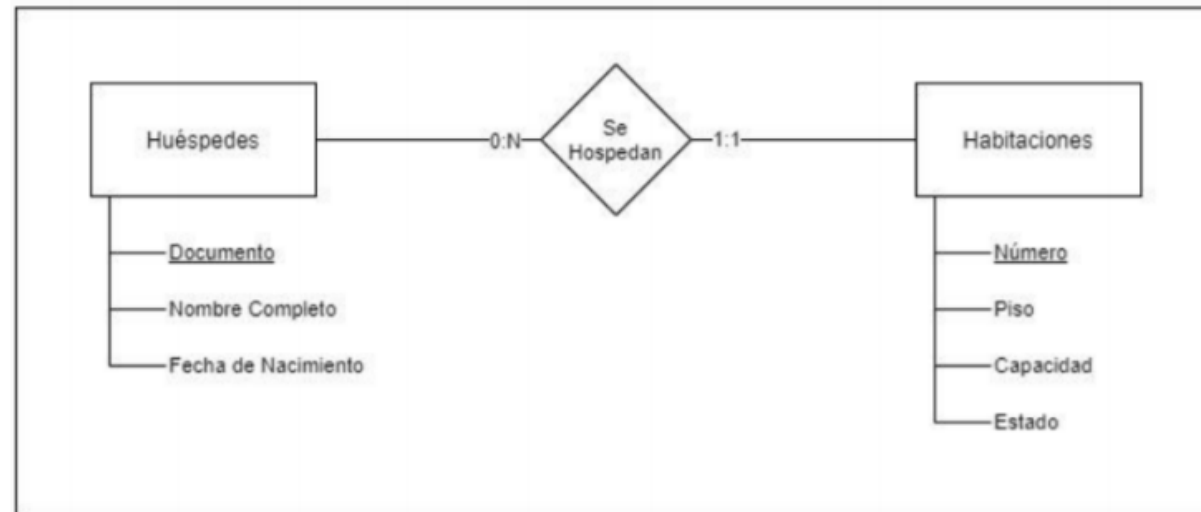 Huéspedes
0:N
Se
Hospedan
1:1
Habitaciones
Documento
Nombre Completo
Fecha de Nacimiento
Número
Piso
Capacidad
Estado